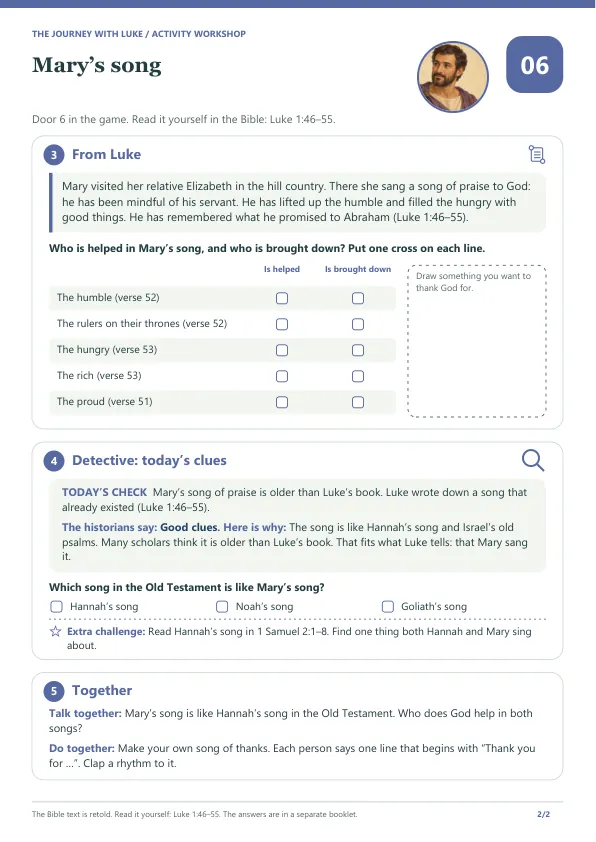 THE JOURNEY WITH LUKE / ACTIVITY WORKSHOP
Mary’s song
06
Door 6 in the game. Read it yourself in the Bible: Luke 1:46–55.
3 From Luke
Mary visited her relative Elizabeth in the hill country. There she sang a song of praise to God:
he has been mindful of his servant. He has lifted up the humble and filled the hungry with
good things. He has remembered what he promised to Abraham (Luke 1:46–55).
Who is helped in Mary’s song, and who is brought down? Put one cross on each line.
Is helped Is brought down
The humble (verse 52)
The rulers on their thrones (verse 52)
The hungry (verse 53)
The rich (verse 53)
The proud (verse 51)
Draw something you want to
thank God for.
4 Detective: today’s clues
TODAY’S CHECK Mary’s song of praise is older than Luke’s book. Luke wrote down a song that
already existed (Luke 1:46–55).
The historians say: Good clues. Here is why: The song is like Hannah’s song and Israel’s old
psalms. Many scholars think it is older than Luke’s book. That fits what Luke tells: that Mary sang
it.
Which song in the Old Testament is like Mary’s song?
Hannah’s song Noah’s song Goliath’s song
Extra challenge: Read Hannah’s song in 1 Samuel 2:1–8. Find one thing both Hannah and Mary sing
about.
5 Together
Talk together: Mary’s song is like Hannah’s song in the Old Testament. Who does God help in both
songs?
Do together: Make your own song of thanks. Each person says one line that begins with “Thank you
for …”. Clap a rhythm to it.
The Bible text is retold. Read it yourself: Luke 1:46–55. The answers are in a separate booklet.
2/2